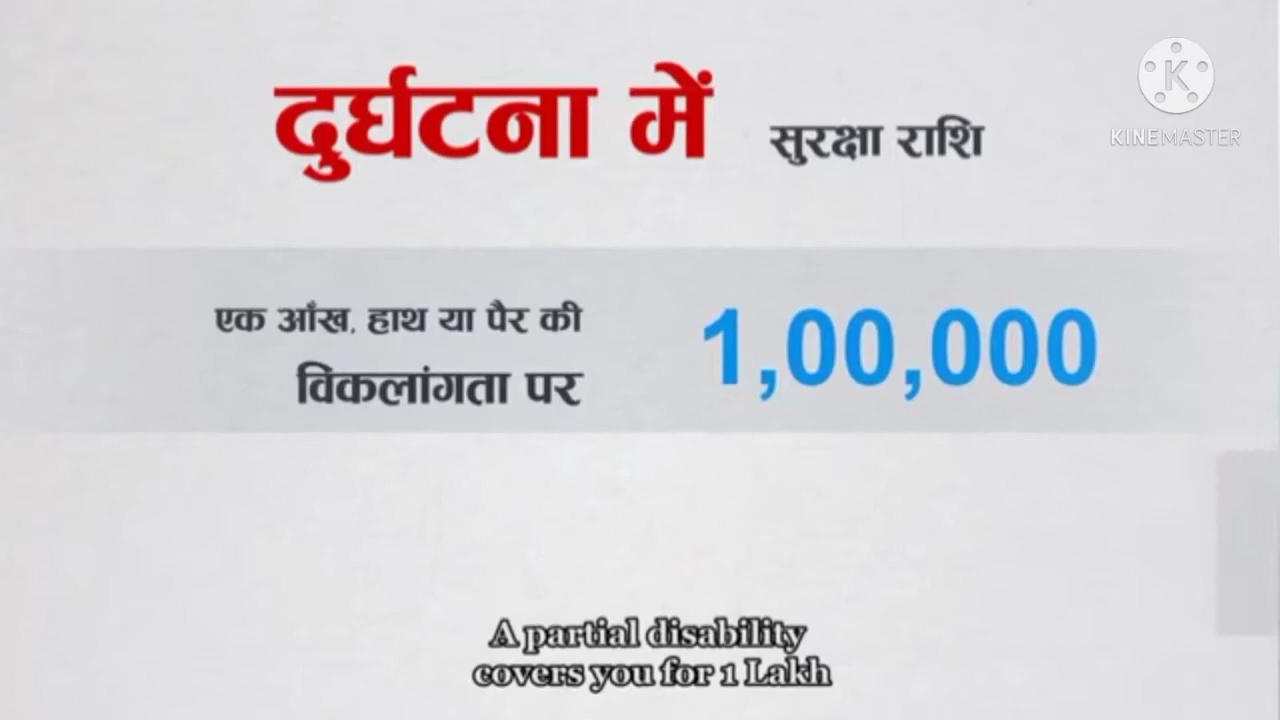 दुर्घटना में सुरक्षा राशि
KINEMASTER
एक आँख, हाथ या पैर की
विकलांगता पर
1,00,000
A partial disability
covers you for 1 Lakh